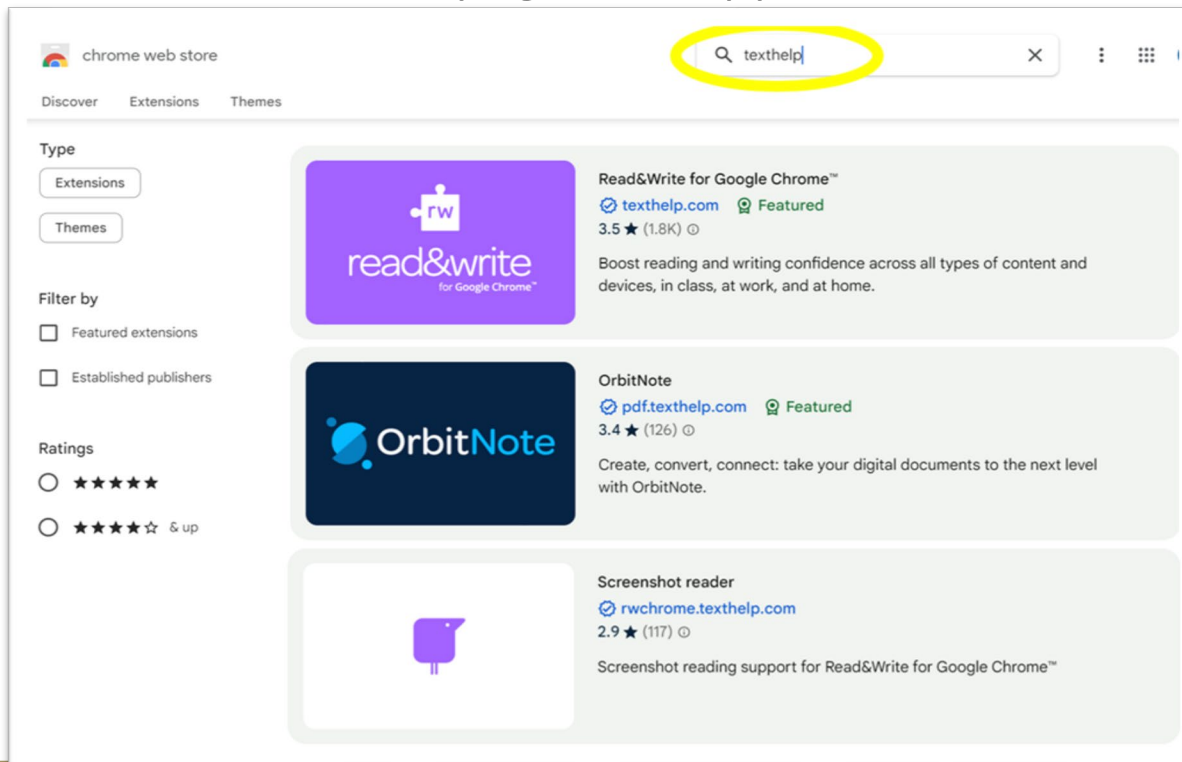 chrome web store
texthelp
Discover Extensions Themes
Type
Extensions
Themes
Filter by
Featured extensions
Established publishers
Ratings
& up
rw
read&write
for Google Chrome™
Read&Write for Google Chrome™
texthelp.com Featured
3.5 ★ (1.8K)
Boost reading and writing confidence across all types of content and
devices, in class, at work, and at home.
OrbitNote
OrbitNote
pdf.texthelp.com Featured
3.4 ★ (126)
Create, convert, connect: take your digital documents to the next level
with OrbitNote.
Screenshot reader
rwchrome.texthelp.com
2.9 ★ (117)
Screenshot reading support for Read&Write for Google Chrome™